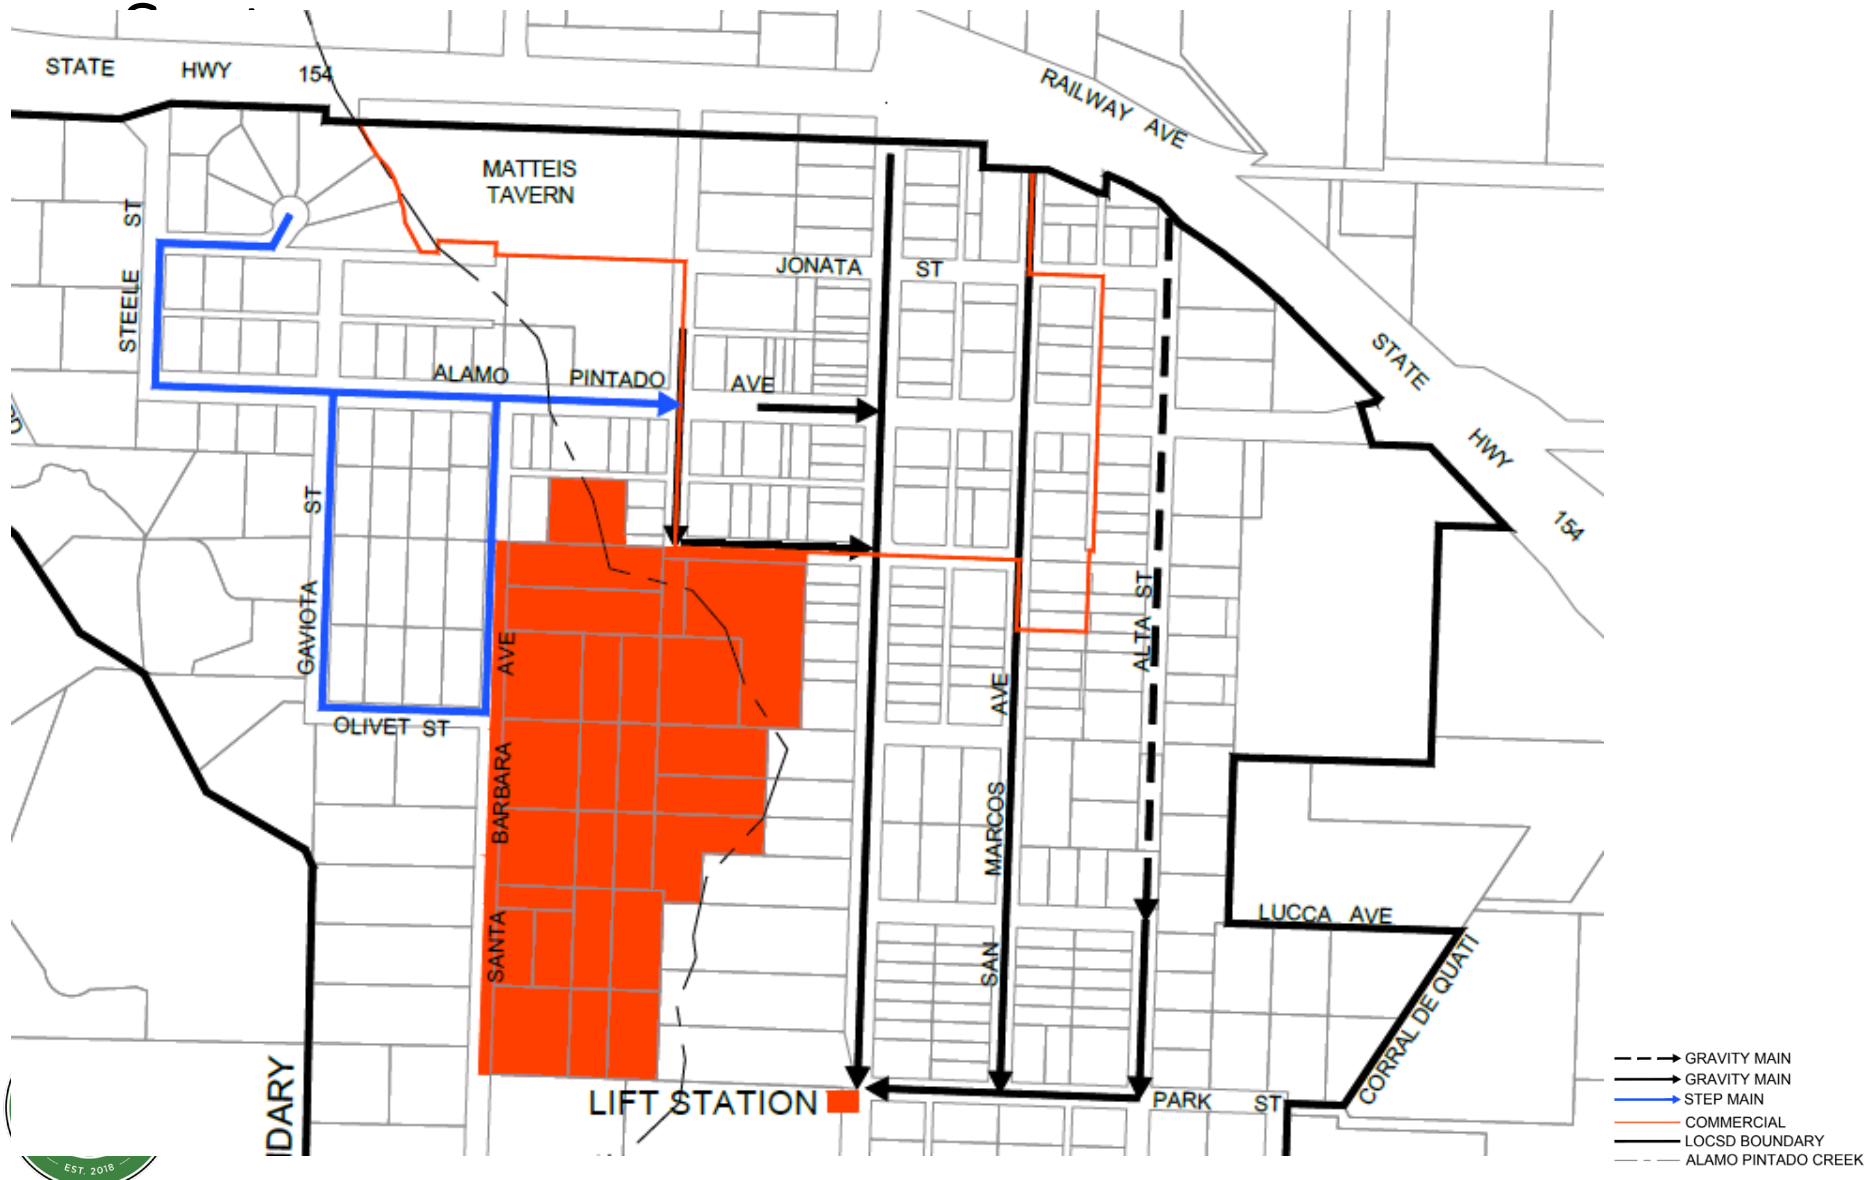 STATE HWY 154
RAILWAY AVE
MATTEIS
TAVERN
STEELE ST
JONATA ST
ALAMO PINTADO AVE
STATE HWY 154
GAVIOTA ST
OLIVET ST
SANTA BARBARA AVE
SAN MARCOS AVE
ALTA ST
LUCCA AVE
CORRAL DE QUATI
LIFT STATION
PARK ST
NDARY
EST. 2018
GRAVITY MAIN
GRAVITY MAIN
STEP MAIN
COMMERCIAL
LOCSD BOUNDARY
ALAMO PINTADO CREEK